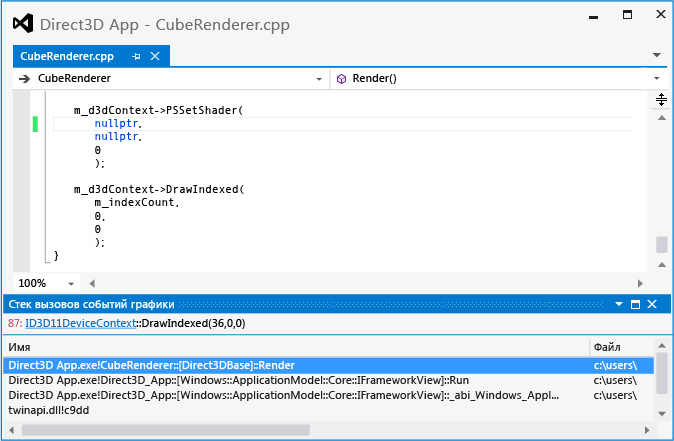 Direct3D App - CubeRenderer.cpp
CubeRenderer.cpp
CubeRenderer Render()
m_d3dContext->PSSetShader(
nullptr,
nullptr,
0
);
m_d3dContext->DrawIndexed(
m_indexCount,
0,
0
);
}
100%
Стек вызовов событий графики
87: ID3D11DeviceContext::DrawIndexed(36,0,0)
Имя Файл
Direct3D App.exe!CubeRenderer::[Direct3DBase]::Render c:\users\
Direct3D App.exe!Direct3D_App::[Windows::ApplicationModel::Core::IFrameworkView]::Run c:\users\
Direct3D App.exe!Direct3D_App::[Windows::ApplicationModel::Core::IFrameworkView]::_abi_Windows_Appl... c:\users\
twinapi.dll!c9dd